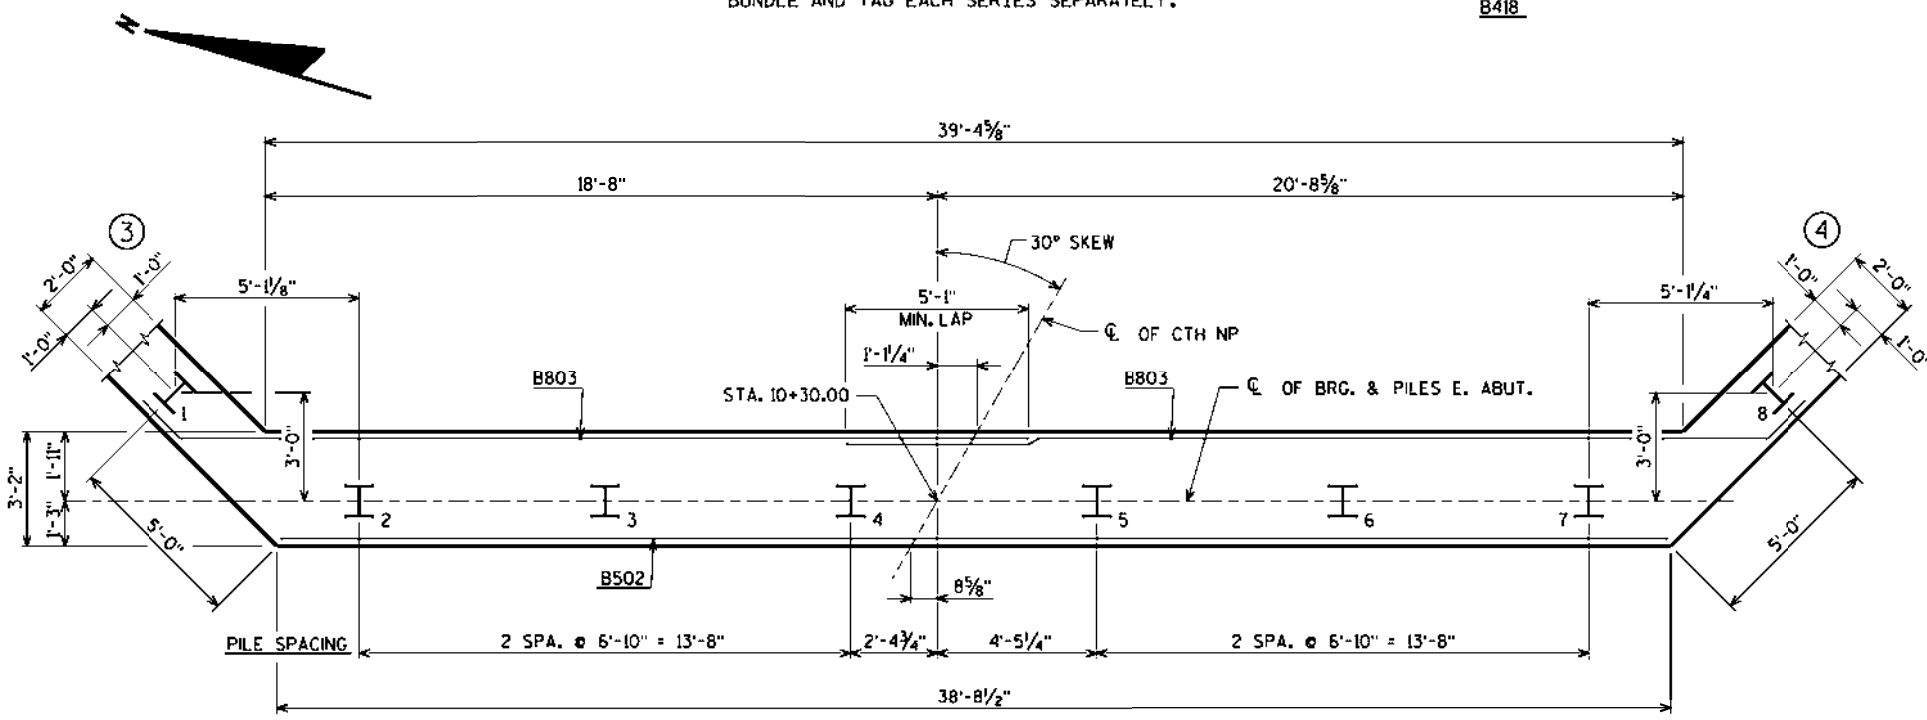 BUNDLE AND TAG EACH SERIES SEPARATELY.
B418
N
39'-4⅝"
18'-8"
20'-8⅝"
3
4
30° SKEW
2'-0"
1'-0"
1'-0"
5'-1⅛"
5'-1"
MIN. LAP
5'-1¼"
1'-0"
2'-0"
1'-0"
℄ OF CTH NP
1'-1¼"
B803
STA. 10+30.00
B803
℄ OF BRG. & PILES E. ABUT.
1
8
3'-0"
3'-0"
3'-2"
1'-11"
1'-3"
2
3
4
5
6
7
5'-0"
5'-0"
B502
8⅝"
PILE SPACING
2 SPA. @ 6'-10" = 13'-8"
2'-4¾"
4'-5¼"
2 SPA. @ 6'-10" = 13'-8"
38'-8½"